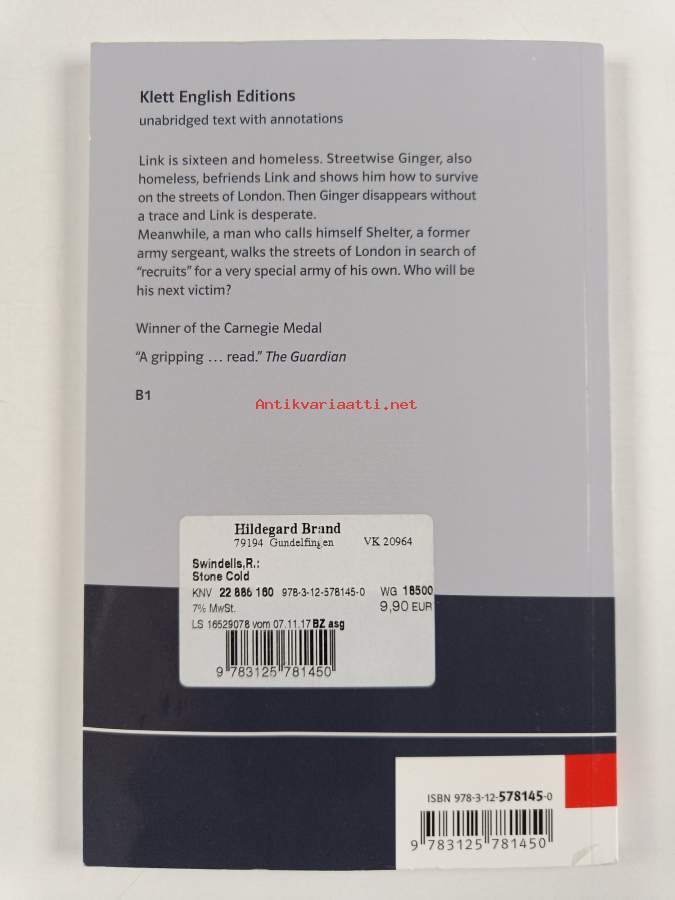 Klett English Editions
unabridged text with annotations
Link is sixteen and homeless. Streetwise Ginger, also
homeless, befriends Link and shows him how to survive
on the streets of London. Then Ginger disappears without
a trace and Link is desperate.
Meanwhile, a man who calls himself Shelter, a former
army sergeant, walks the streets of London in search of
“recruits” for a very special army of his own. Who will be
his next victim?
Winner of the Carnegie Medal
“A gripping … read.” The Guardian
B1
Antikvariaatti.net
Hildegard Brand
79194 Gundelfingen VK 20964
Swindells,R.:
Stone Cold
KNV 22 886 160 978-3-12-578145-0 WG 18500
7% MwSt. 9,90 EUR
LS 16529078 vom 07.11.17 BZ asg
9 783125 781450
ISBN 978-3-12-578145-0
9 783125 781450